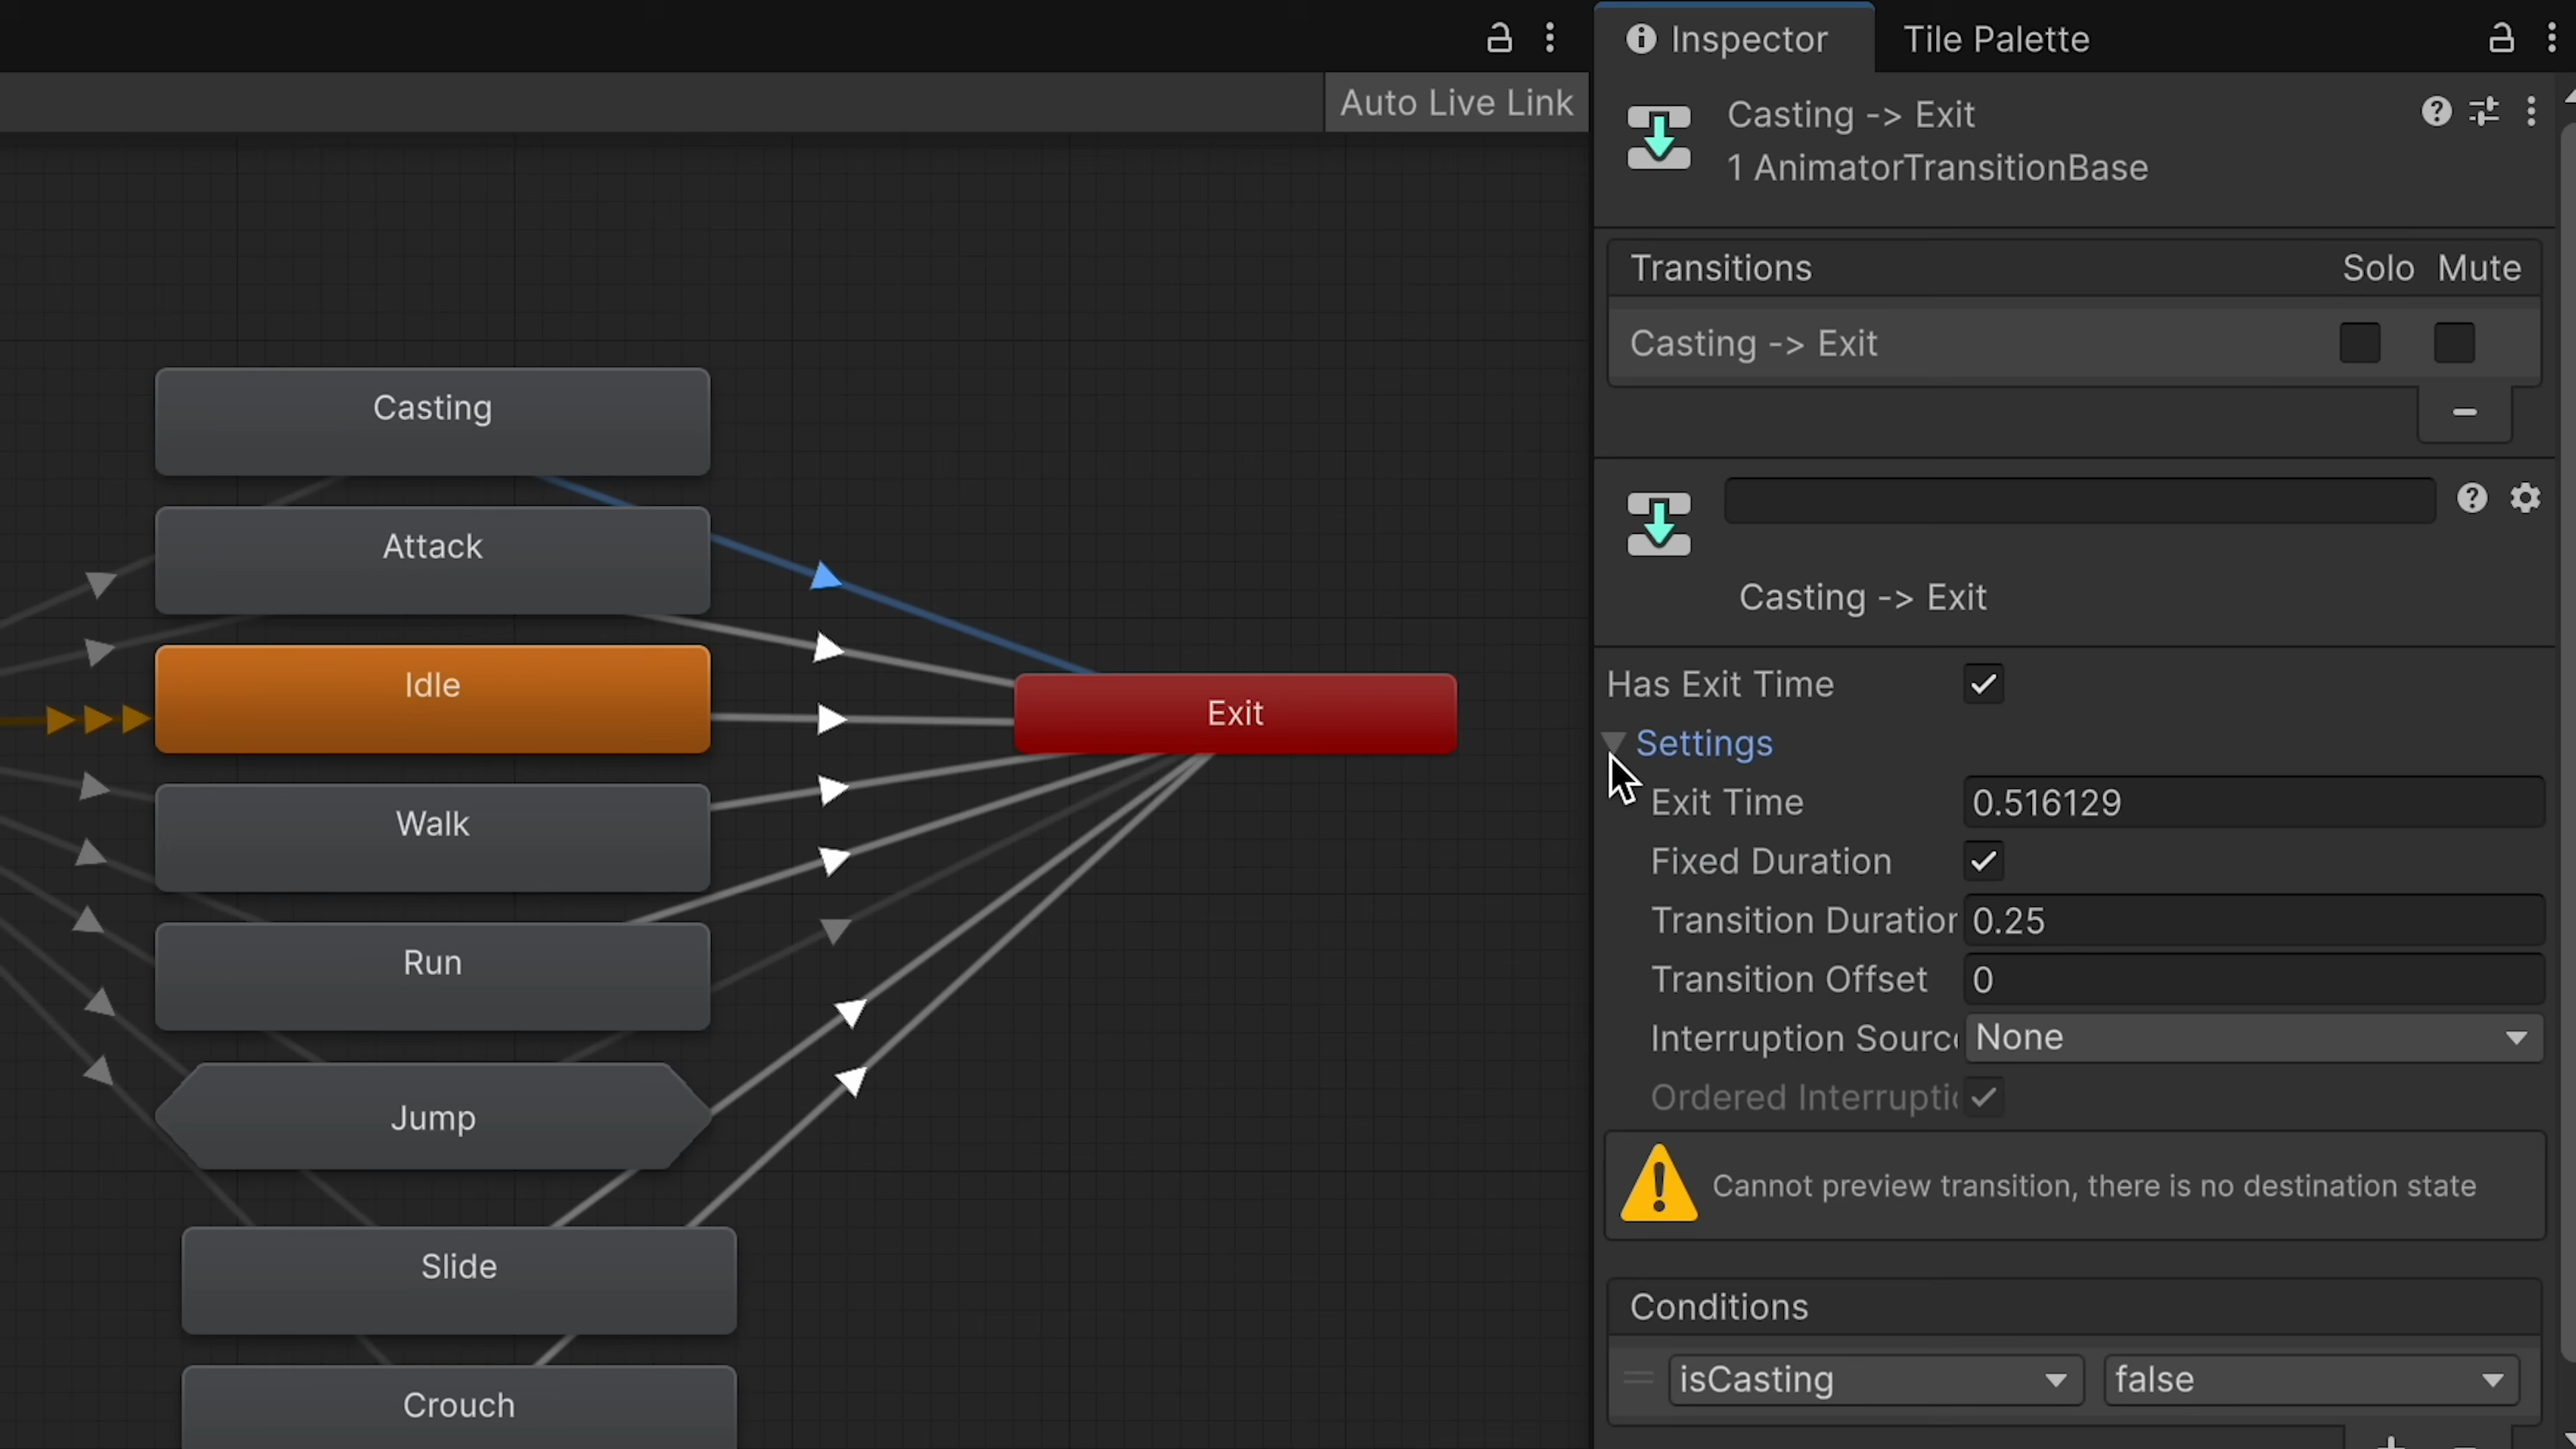 Inspector
Tile Palette
Auto Live Link
Casting -> Exit
1 AnimatorTransitionBase
Transitions
Solo Mute
Casting -> Exit
Casting
Attack
Idle
Walk
Run
Jump
Slide
Crouch
Exit
Casting -> Exit
Has Exit Time
Settings
Exit Time 0.516129
Fixed Duration
Transition Duration 0.25
Transition Offset 0
Interruption Sourc None
Ordered Interrupti
Cannot preview transition, there is no destination state
Conditions
isCasting false